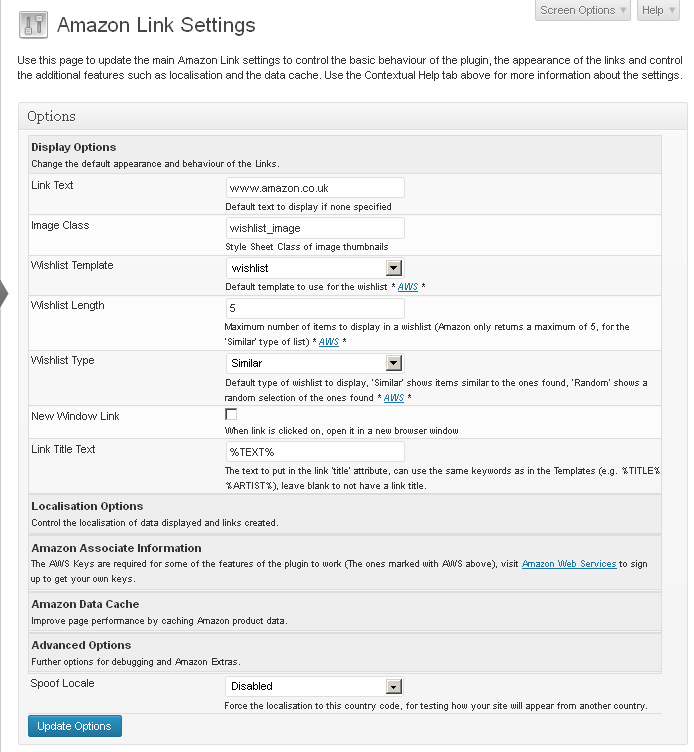 Screen Options
Help
Amazon Link Settings
Use this page to update the main Amazon Link settings to control the basic behaviour of the plugin, the appearance of the links and control
the additional features such as localisation and the data cache. Use the Contextual Help tab above for more information about the settings.
Options
Display Options
Change the default appearance and behaviour of the Links.
Link Text
www.amazon.co.uk
Default text to display if none specified
Image Class
wishlist_image
Style Sheet Class of image thumbnails
Wishlist Template
wishlist
Default template to use for the wishlist * AWS *
Wishlist Length
5
Maximum number of items to display in a wishlist (Amazon only returns a maximum of 5, for the
'Similar' type of list) * AWS *
Wishlist Type
Similar
Default type of wishlist to display, 'Similar' shows items similar to the ones found, 'Random' shows a
random selection of the ones found * AWS *
New Window Link
When link is clicked on, open it in a new browser window
Link Title Text
%TEXT%
The text to put in the link 'title' attribute, can use the same keywords as in the Templates (e.g. %TITLE%
%ARTIST%), leave blank to not have a link title.
Localisation Options
Control the localisation of data displayed and links created.
Amazon Associate Information
The AWS Keys are required for some of the features of the plugin to work (The ones marked with AWS above), visit Amazon Web Services to sign
up to get your own keys.
Amazon Data Cache
Improve page performance by caching Amazon product data.
Advanced Options
Further options for debugging and Amazon Extras.
Spoof Locale
Disabled
Force the localisation to this country code, for testing how your site will appear from another country.
Update Options